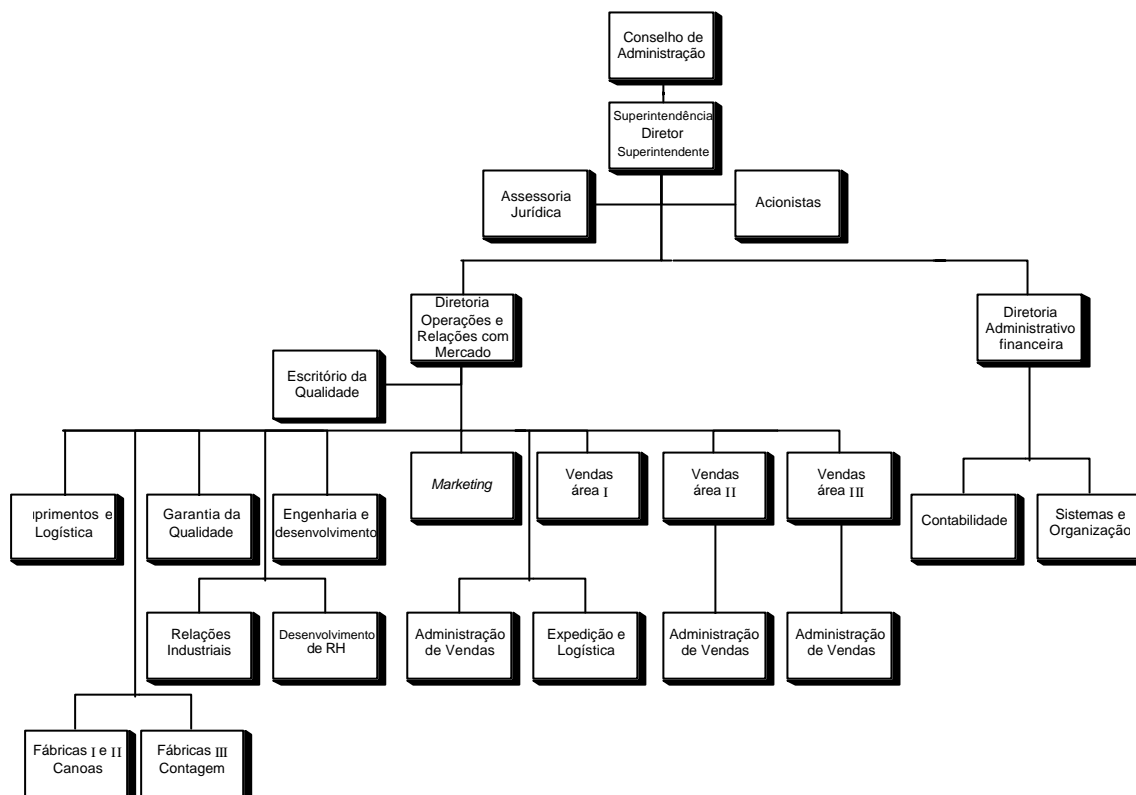 Conselho de
Administração
Superintendência
Diretor
Superintendente
Assessoria
Jurídica
Acionistas
Diretoria
Operações e
Relações com
Mercado
Diretoria
Administrativo
financeira
Escritório da
Qualidade
Marketing
Vendas
área I
Vendas
área II
Vendas
área III
e
Logística
Garantia da
Qualidade
Engenharia e
desenvolvimento
Contabilidade
Sistemas e
Organização
Relações
Industriais
Desenvolvimento
de RH
Administração
de Vendas
Expedição e
Logística
Administração
de Vendas
Administração
de Vendas
Fábricas I e II
Canoas
Fábricas III
Contagem